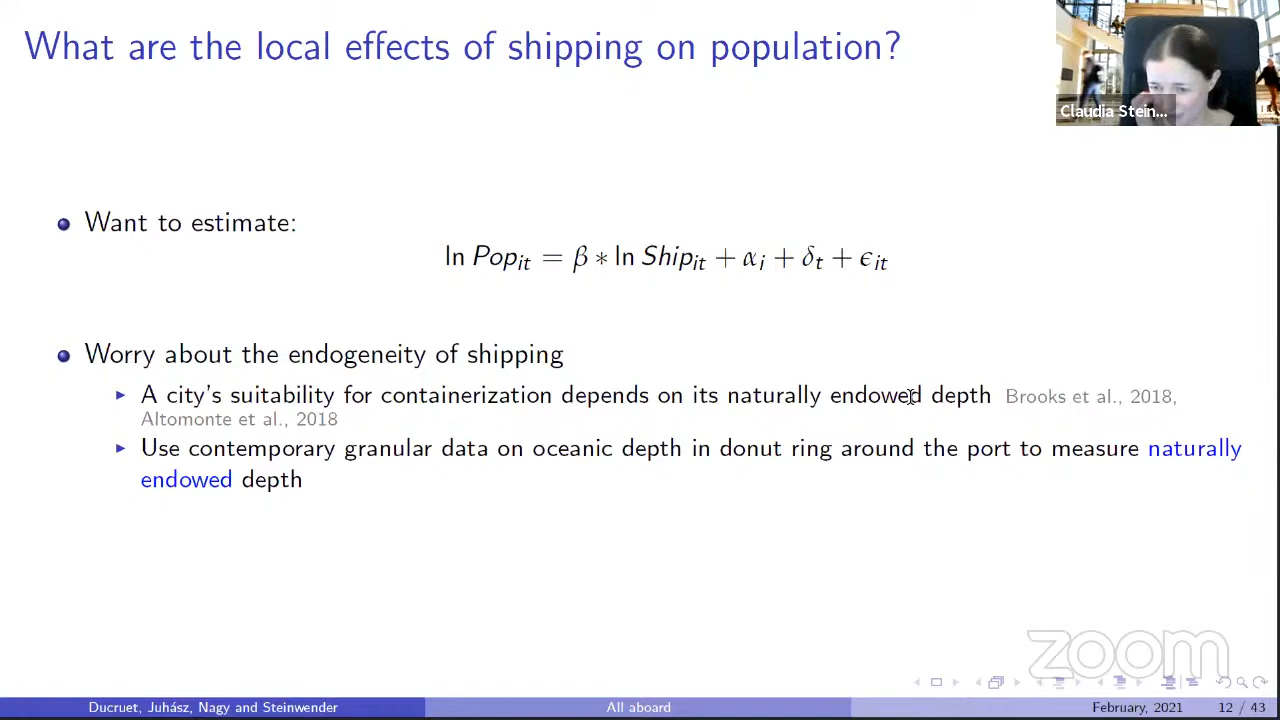 What are the local effects of shipping on population?
Claudia Stein...
Want to estimate:
ln Pop_it = β ∗ ln Ship_it + α_i + δ_t + ϵ_it
Worry about the endogeneity of shipping
A city's suitability for containerization depends on its naturally endowed depth Brooks et al., 2018,
Altomonte et al., 2018
Use contemporary granular data on oceanic depth in donut ring around the port to measure naturally
endowed depth
zoom
Ducruet, Juhász, Nagy and Steinwender
All aboard
February, 2021
12 / 43